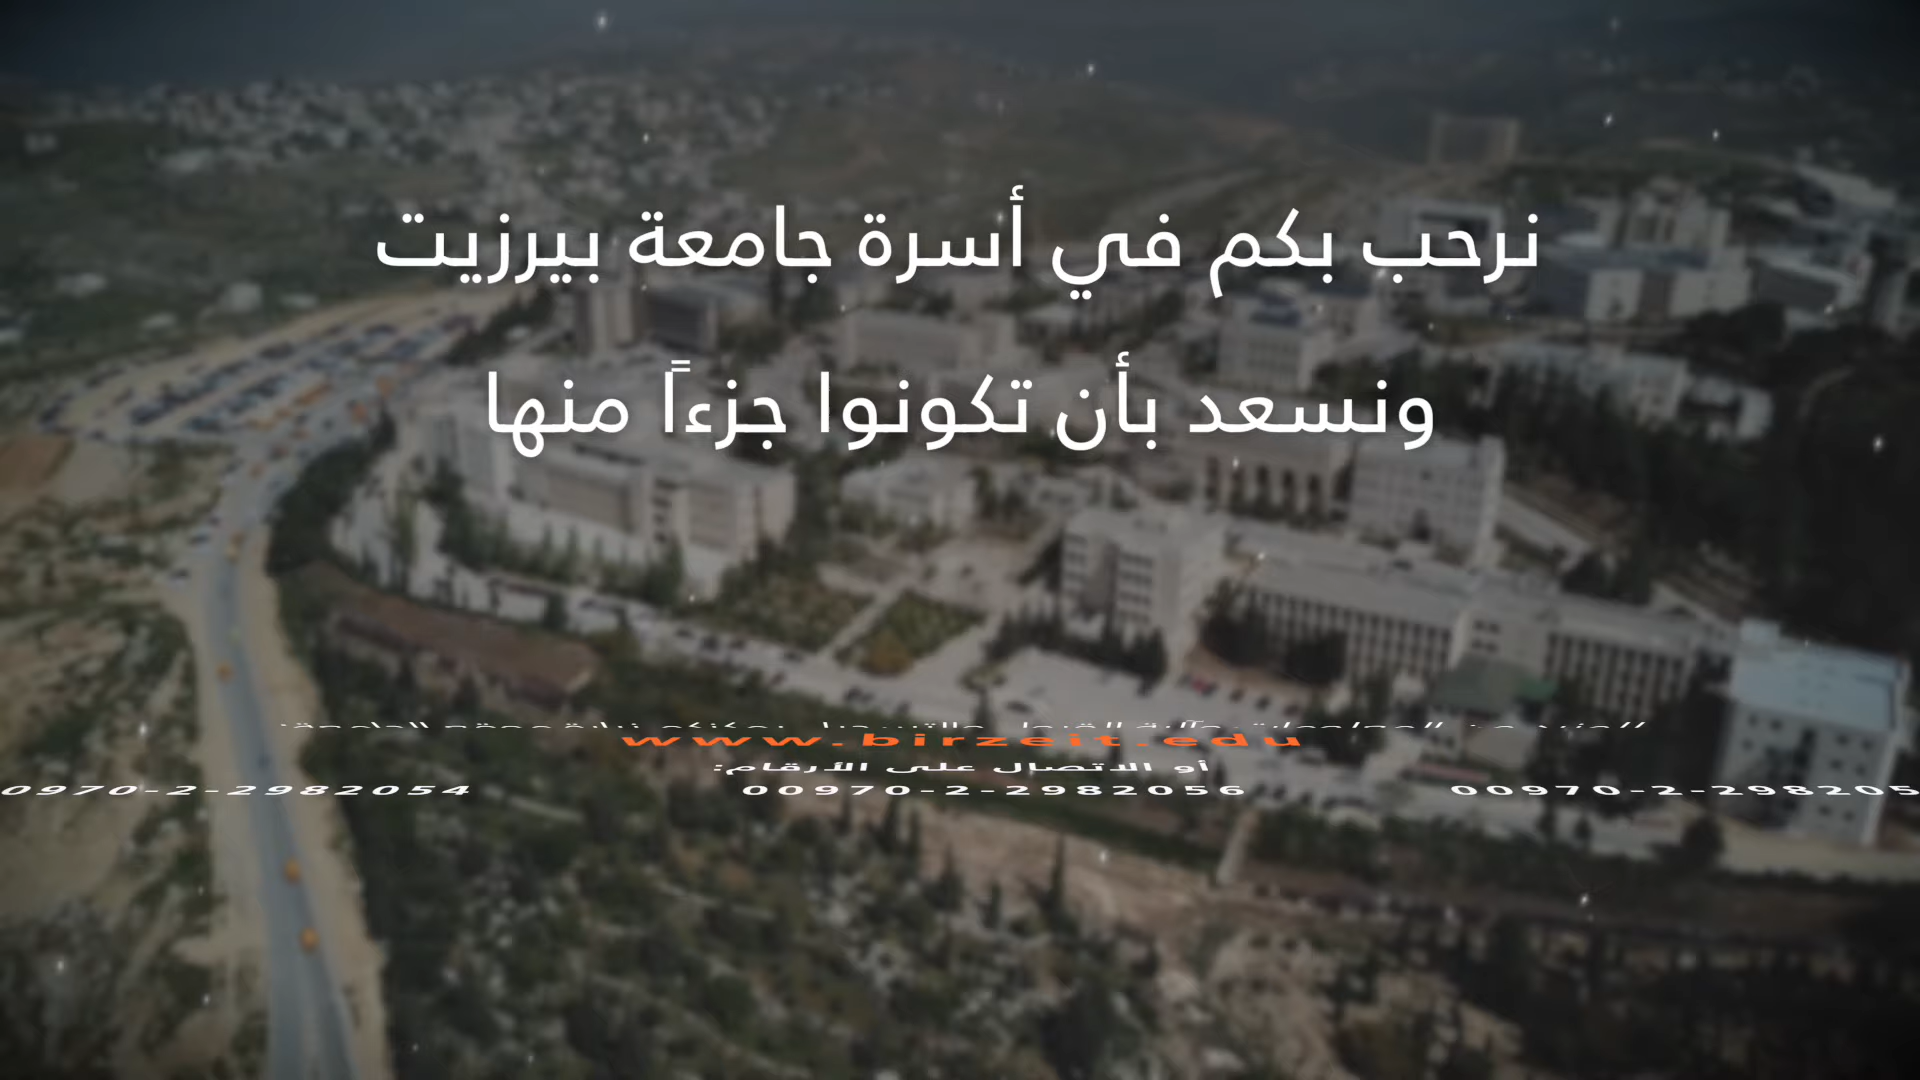 نرحب بكم في أسرة جامعة بيرزيت
ونسعد بأن تكونوا جزءاً منها
www.birzeit.edu
أو الاتصال على الأرقام:
0970-2-2982054 00970-2-2982056 00970-2-298205